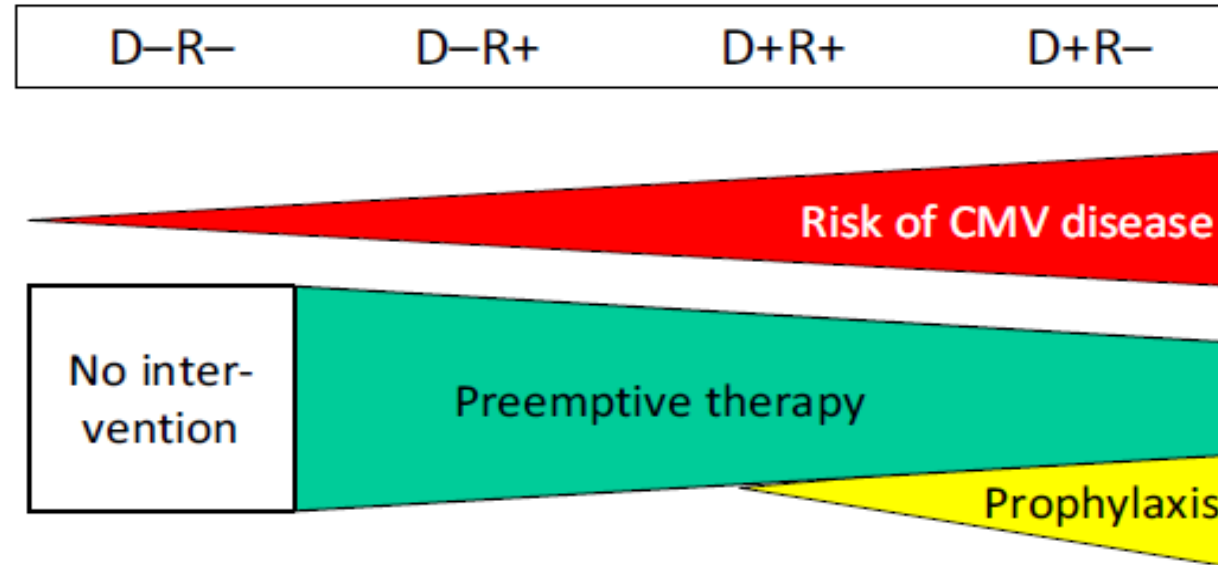 D–R– D–R+ D+R+ D+R–
Risk of CMV disease
No inter-
vention
Preemptive therapy
Prophylaxis